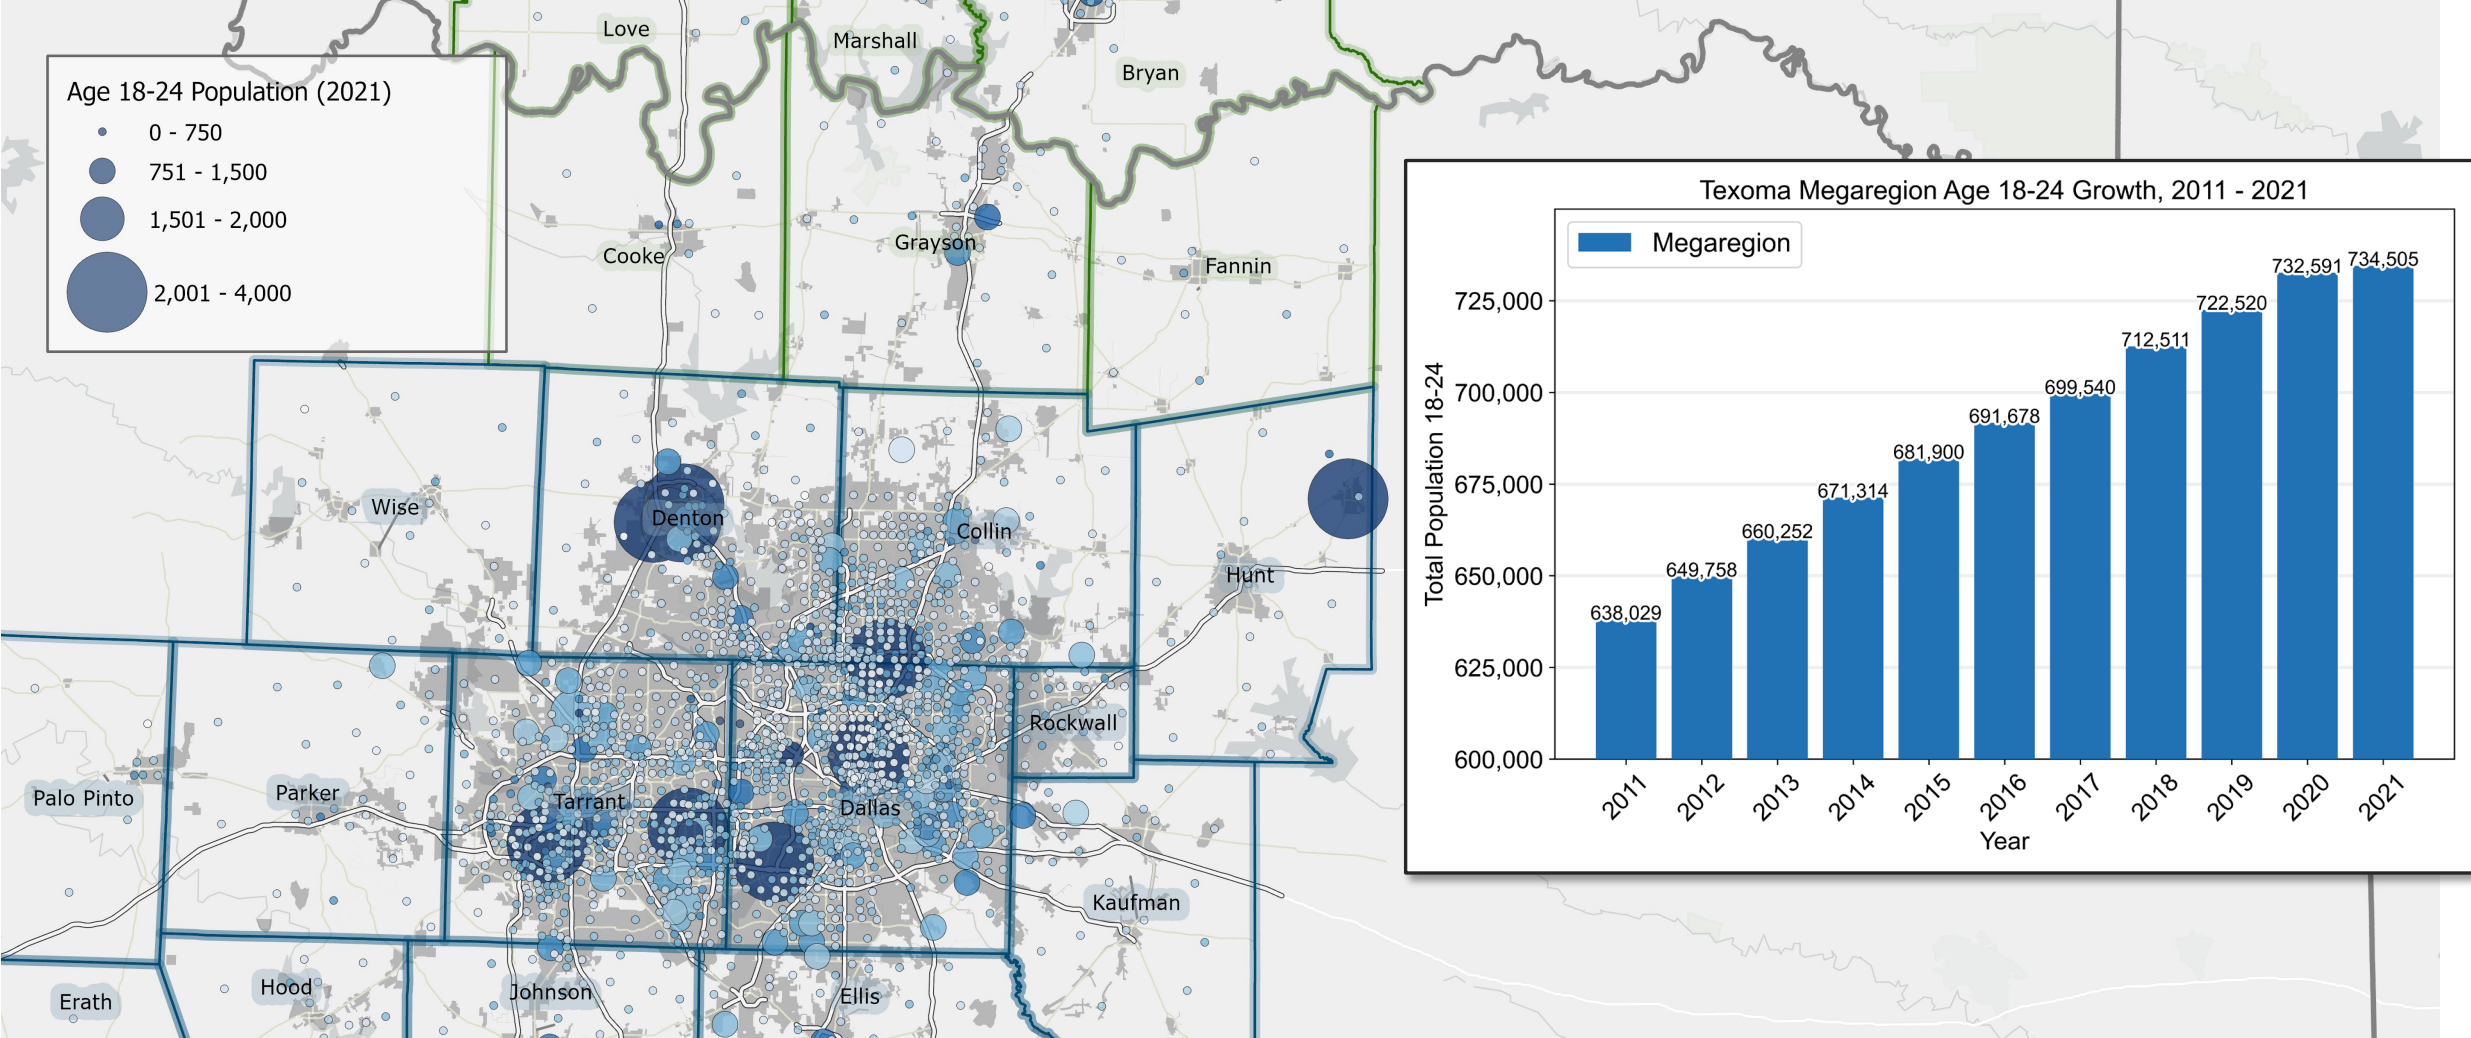 Love
Marshall
Bryan
Age 18-24 Population (2021)
0 - 750
751 - 1,500
1,501 - 2,000
2,001 - 4,000
Cooke
Grayson
Fannin
Wise
Denton
Collin
Hunt
Rockwall
Palo Pinto
Parker
Tarrant
Dallas
Kaufman
Erath
Hood
Johnson
Ellis
Texoma Megaregion Age 18-24 Growth, 2011 - 2021
Megaregion
Total Population 18-24
725,000
700,000
675,000
650,000
625,000
600,000
638,029
649,758
660,252
671,314
681,900
691,678
699,540
712,511
722,520
732,591
734,505
2011
2012
2013
2014
2015
2016
2017
2018
2019
2020
2021
Year